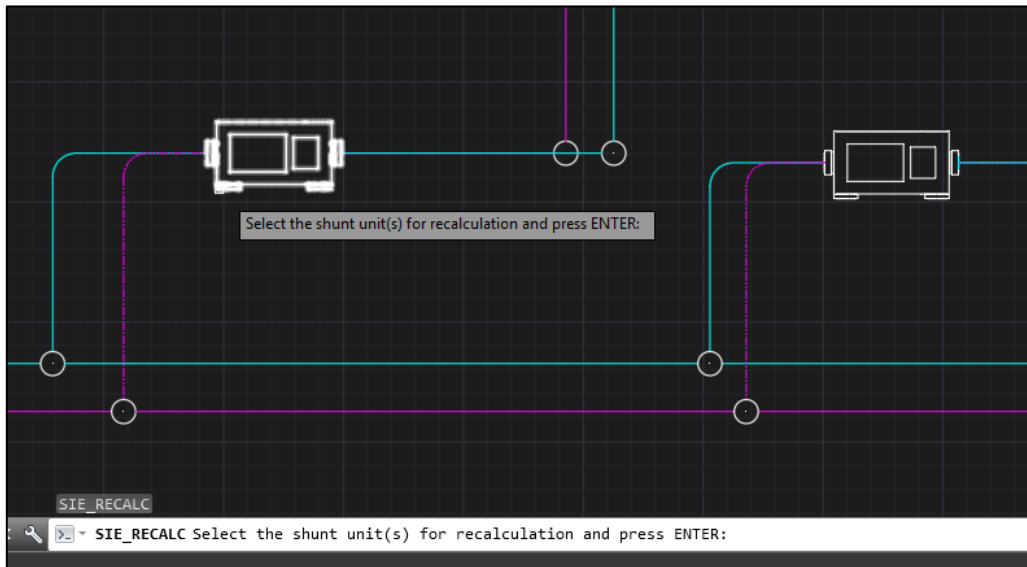 Select the shunt unit(s) for recalculation and press ENTER:
SIE_RECALC
SIE_RECALC Select the shunt unit(s) for recalculation and press ENTER: